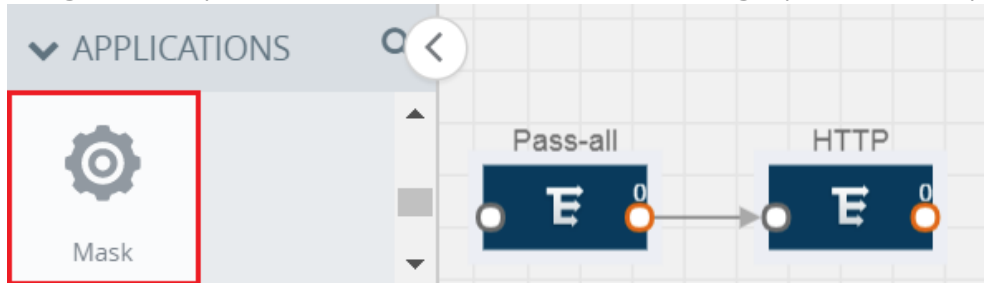 APPLICATIONS
Pass-all
HTTP
0
0
Mask